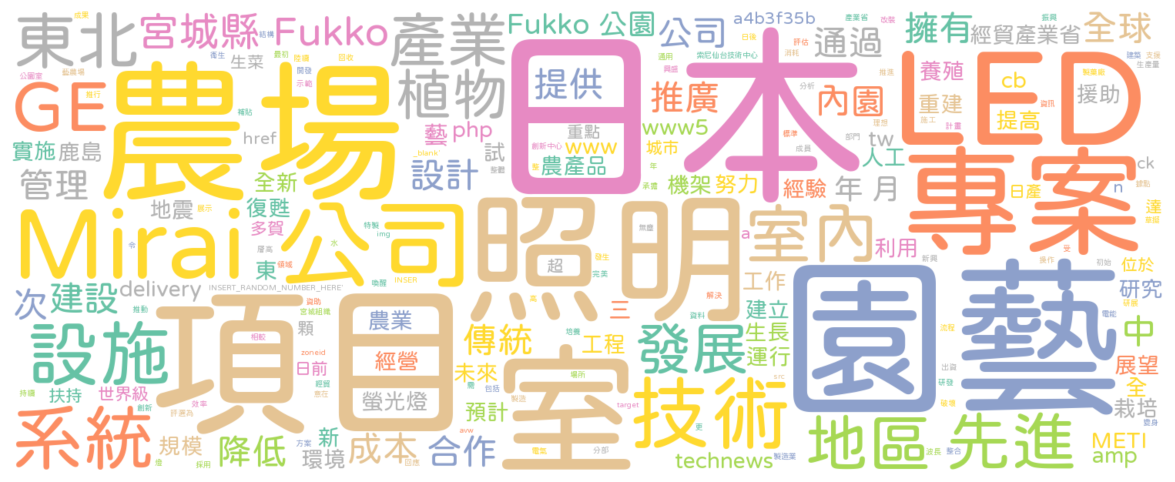 東北
宮城縣
Fukko
產業
Fukko 公園
公司
a4b3f35b
通過
擁有
經貿產業省
全球
生菜
植物
提供
日本
推廣
內園
LED
養殖
cb
重建
提高
援助
GE
農場
href
藝
php
重點
www5
www
城市
tw
人工
試
農產品
實施
鹿島
管理
全新
設計
機架
努力
經驗
年
月
專案
日產
n
ck
達
地震
復甦
多賀
Mirai
公司
照明
室內
利用
a
超
東
次
建設
delivery
INSERT_RANDOM_NUMBER_HERE'
工作
位於
研究
園藝
農業
三
建立
設施
項目
顆
經營
傳統
工程
發展
生長
運行
中
展望
全
栽培
zoneid
日前
扶持
世界級
未來
室
螢光燈
預計
技術
target
src
img
系統
規模
降低
新
環境
成本
合作
technews
地區
先進
METI
amp